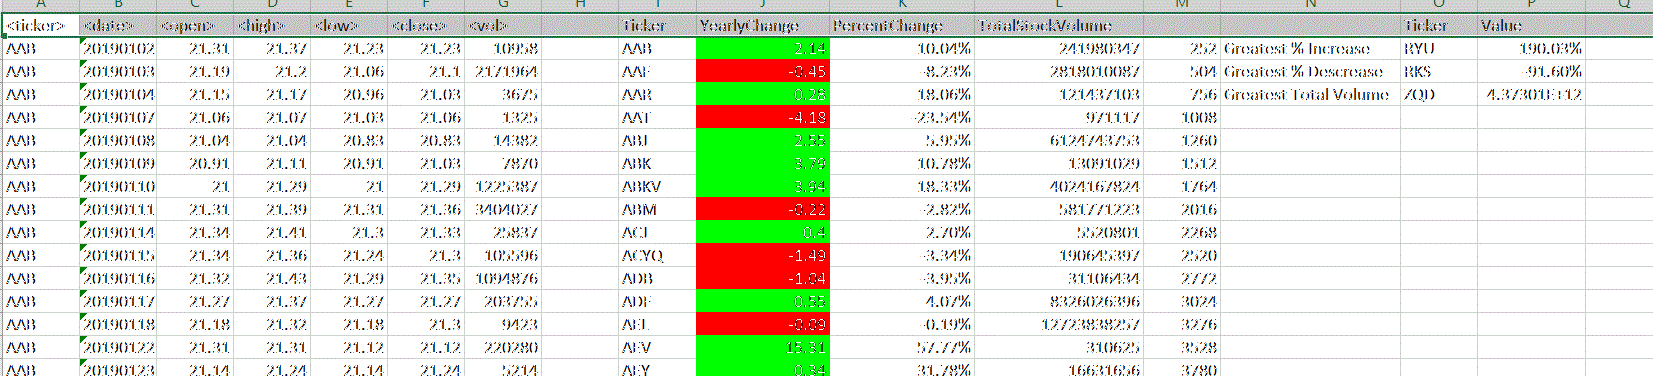 A B C D E F G H I J K L M N O P Q
<ticker> <date> <open> <high> <low> <close> <vol> Ticker YearlyChange PercentChange TotalStockVolume Ticker Value
AAB 20190102 21.31 21.37 21.23 21.23 10958 AAB 2.14 10.04% 241980347 252 Greatest % Increase RYU 190.03%
AAB 20190103 21.19 21.2 21.06 21.1 2171964 AAF -0.45 -8.23% 2818010087 504 Greatest % Descrease RKS -91.60%
AAB 20190104 21.15 21.17 20.96 21.03 3675 AAR 0.28 18.06% 121437103 756 Greatest Total Volume ZQD 4.37301E+12
AAB 20190107 21.06 21.07 21.03 21.06 1325 AAT -4.18 -23.54% 971117 1008
AAB 20190108 21.04 21.04 20.83 20.83 14382 ABJ 2.55 5.95% 6124743753 1260
AAB 20190109 20.91 21.11 20.91 21.03 7870 ABK 3.79 10.78% 13091029 1512
AAB 20190110 21 21.29 21 21.29 1225387 ABKV 3.94 18.33% 4024167824 1764
AAB 20190111 21.31 21.39 21.31 21.36 3404027 ABM -0.22 -2.82% 581771223 2016
AAB 20190114 21.34 21.41 21.3 21.33 25837 ACJ 0.4 2.70% 5520801 2268
AAB 20190115 21.34 21.36 21.24 21.3 105596 ACYQ -1.49 -3.34% 190645397 2520
AAB 20190116 21.32 21.43 21.29 21.35 1094876 ADB -1.04 -3.95% 31106434 2772
AAB 20190117 21.27 21.37 21.27 21.27 203755 ADF 0.55 4.07% 8326026396 3024
AAB 20190118 21.18 21.32 21.18 21.3 9423 AEL -0.09 -0.19% 12723838257 3276
AAB 20190122 21.31 21.31 21.12 21.12 220280 AEV 15.31 57.77% 310625 3528
AAB 20190123 21.14 21.24 21.14 21.24 5214 AEY 0.34 31.78% 16631656 3780